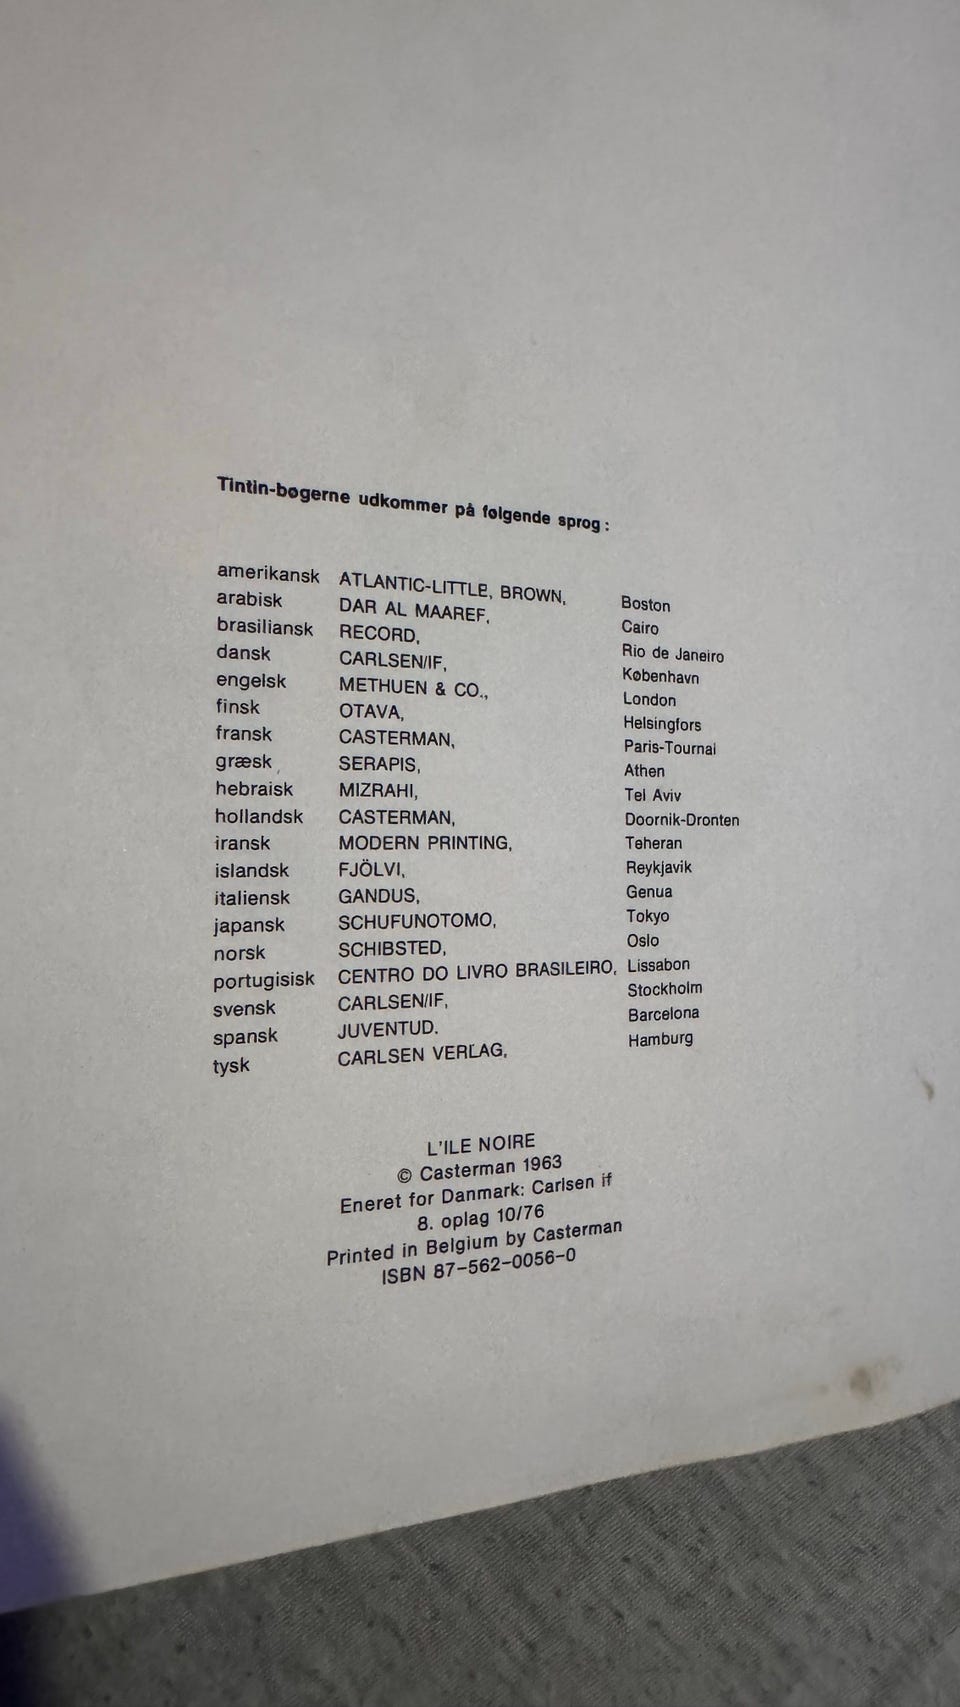 Tintin-bøgerne udkommer på følgende sprog :
amerikansk ATLANTIC-LITTLE, BROWN, Boston
arabisk DAR AL MAAREF, Cairo
brasiliansk RECORD, Rio de Janeiro
dansk CARLSEN/IF, København
engelsk METHUEN & CO., London
finsk OTAVA, Helsingfors
fransk CASTERMAN, Paris-Tournai
græsk SERAPIS, Athen
hebraisk MIZRAHI, Tel Aviv
hollandsk CASTERMAN, Doornik-Dronten
iransk MODERN PRINTING, Teheran
islandsk FJÖLVI, Reykjavik
italiensk GANDUS, Genua
japansk SCHUFUNOTOMO, Tokyo
norsk SCHIBSTED, Oslo
portugisisk CENTRO DO LIVRO BRASILEIRO, Lissabon
svensk CARLSEN/IF, Stockholm
spansk JUVENTUD. Barcelona
tysk CARLSEN VERLAG, Hamburg
L'ILE NOIRE
© Casterman 1963
Eneret for Danmark: Carlsen if
8. oplag 10/76
Printed in Belgium by Casterman
ISBN 87-562-0056-0